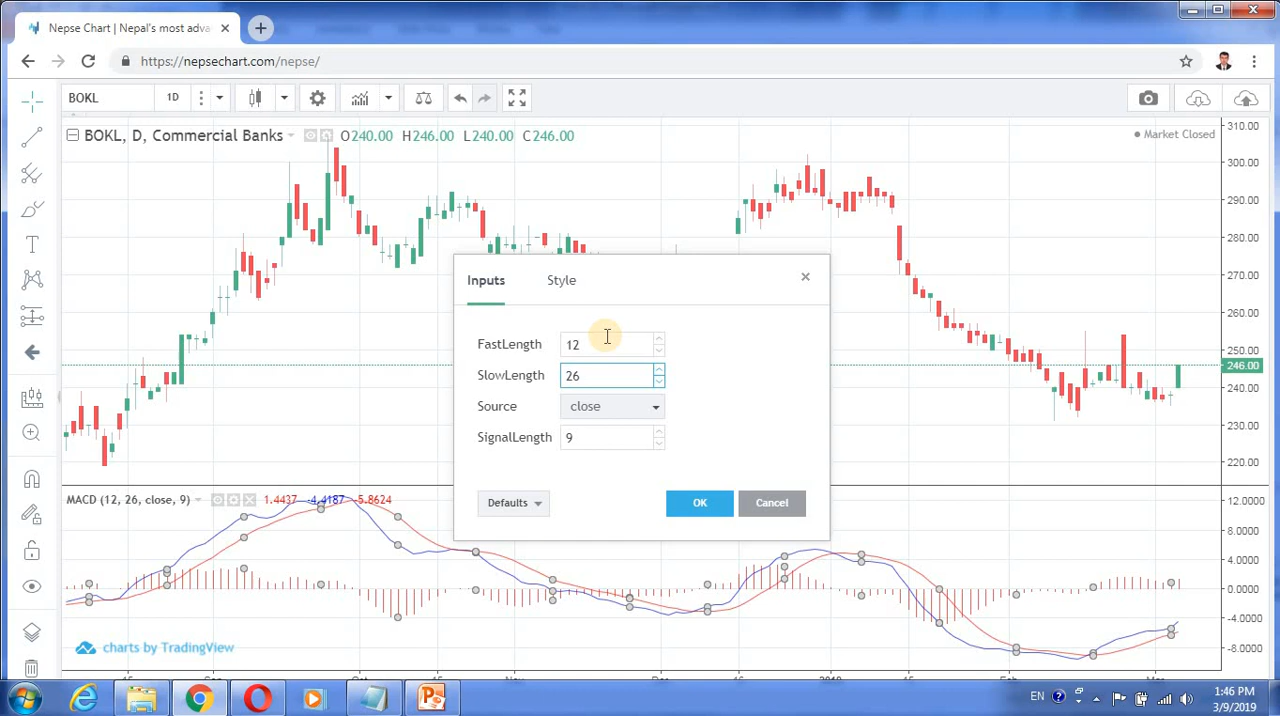 Nepse Chart | Nepal's most adva
https://nepsechart.com/nepse/
BOKL
1D
BOKL, D, Commercial Banks
O240.00 H246.00 L240.00 C246.00
Market Closed
310.00
300.00
290.00
280.00
270.00
260.00
250.00
246.00
240.00
230.00
220.00
Inputs
Style
FastLength 12
SlowLength 26
Source close
SignalLength 9
Defaults
OK
Cancel
MACD (12, 26, close, 9)
1.4437 -4.4187 -5.8624
12.0000
8.0000
4.0000
0.0000
-4.0000
-8.0000
charts by TradingView
EN
1:46 PM
3/9/2019